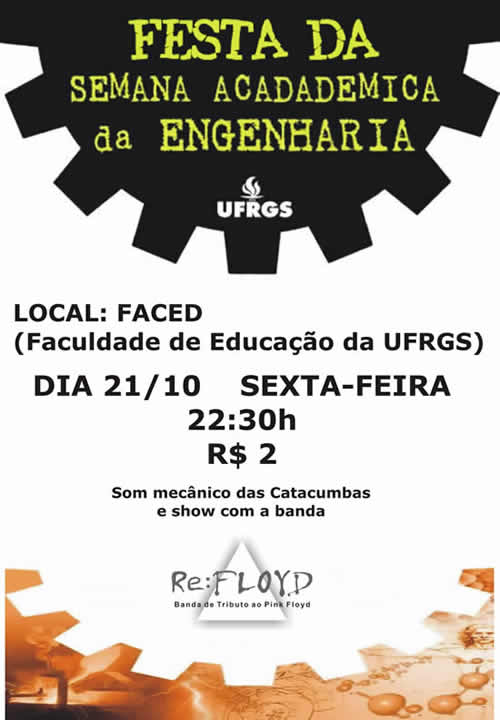 FESTA DA
SEMANA ACADADEMICA
da ENGENHARIA
UFRGS
LOCAL: FACED
(Faculdade de Educação da UFRGS)
DIA 21/10 SEXTA-FEIRA
22:30h
R$ 2
Som mecânico das Catacumbas
e show com a banda
Re:FLOYD
Banda de Tributo ao Pink Floyd